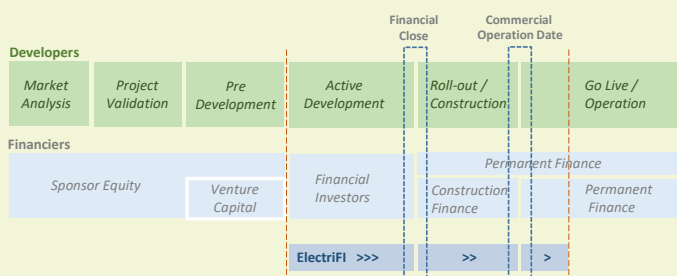 Financial Close
Commercial Operation Date
Developers
Market Analysis
Project Validation
Pre Development
Active Development
Roll-out / Construction
Go Live / Operation
Financiers
Sponsor Equity
Venture Capital
Financial Investors
Permanent Finance
Construction Finance
Permanent Finance
ElectriFI >>>
>>
>